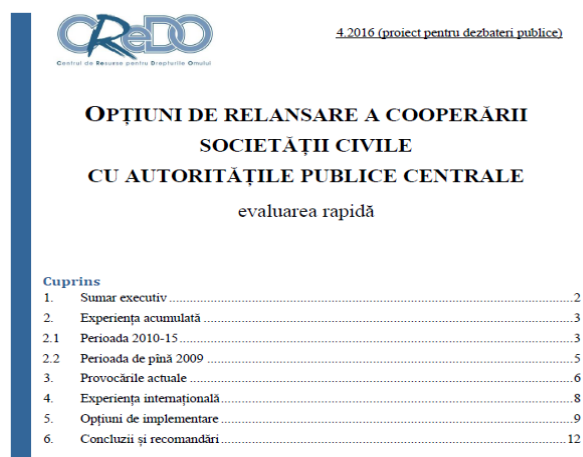 CReDO
Centrul de Resurse pentru Drepturile Omului
4.2016 (proiect pentru dezbateri publice)
OPȚIUNI DE RELANSARE A COOPERĂRII
SOCIETĂȚII CIVILE
CU AUTORITĂȚILE PUBLICE CENTRALE
evaluarea rapidă
Cuprins
1. Sumar executiv 2
2. Experiența acumulată 3
2.1 Perioada 2010-15 3
2.2 Perioada de pînă 2009 5
3. Provocările actuale 6
4. Experiența internațională 8
5. Opțiuni de implementare 9
6. Concluzii și recomandări 12